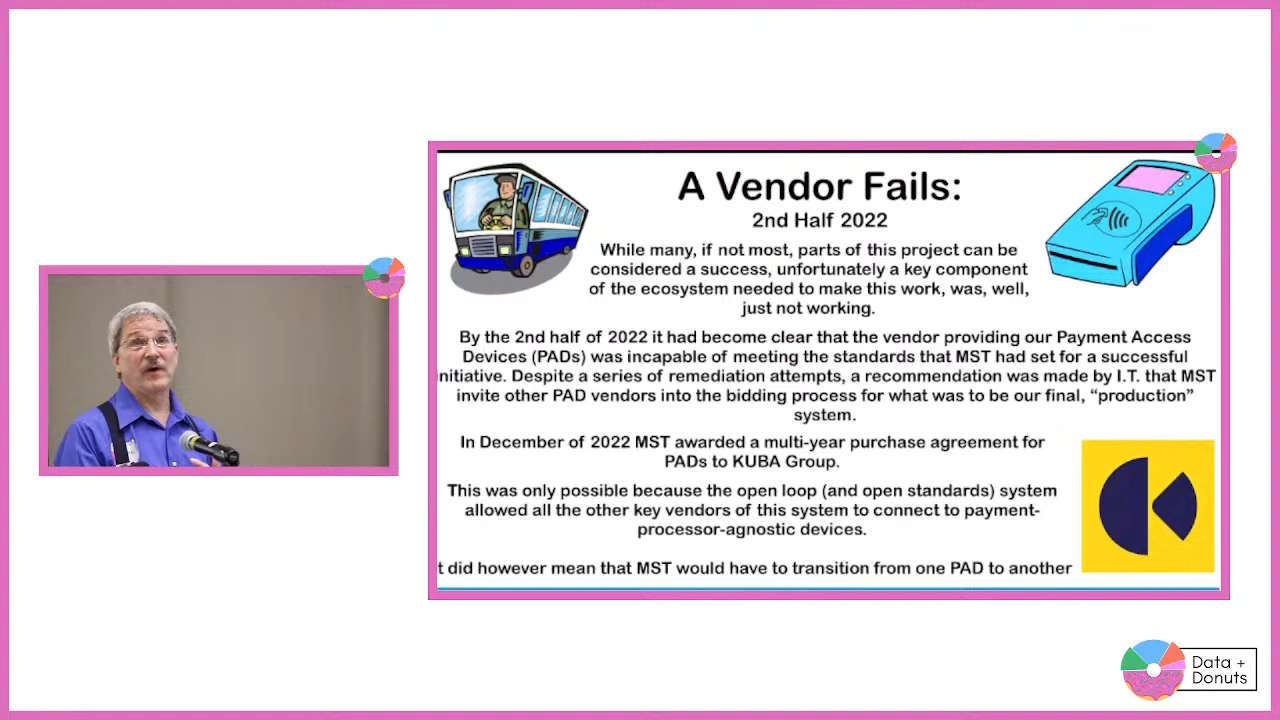 A Vendor Fails:
2nd Half 2022
While many, if not most, parts of this project can be
considered a success, unfortunately a key component
of the ecosystem needed to make this work, was, well,
just not working.
By the 2nd half of 2022 it had become clear that the vendor providing our Payment Access
Devices (PADs) was incapable of meeting the standards that MST had set for a successful
nitiative. Despite a series of remediation attempts, a recommendation was made by I.T. that MST
invite other PAD vendors into the bidding process for what was to be our final, “production”
system.
In December of 2022 MST awarded a multi-year purchase agreement for
PADs to KUBA Group.
This was only possible because the open loop (and open standards) system
allowed all the other key vendors of this system to connect to payment-
processor-agnostic devices.
t did however mean that MST would have to transition from one PAD to another
Data +
Donuts